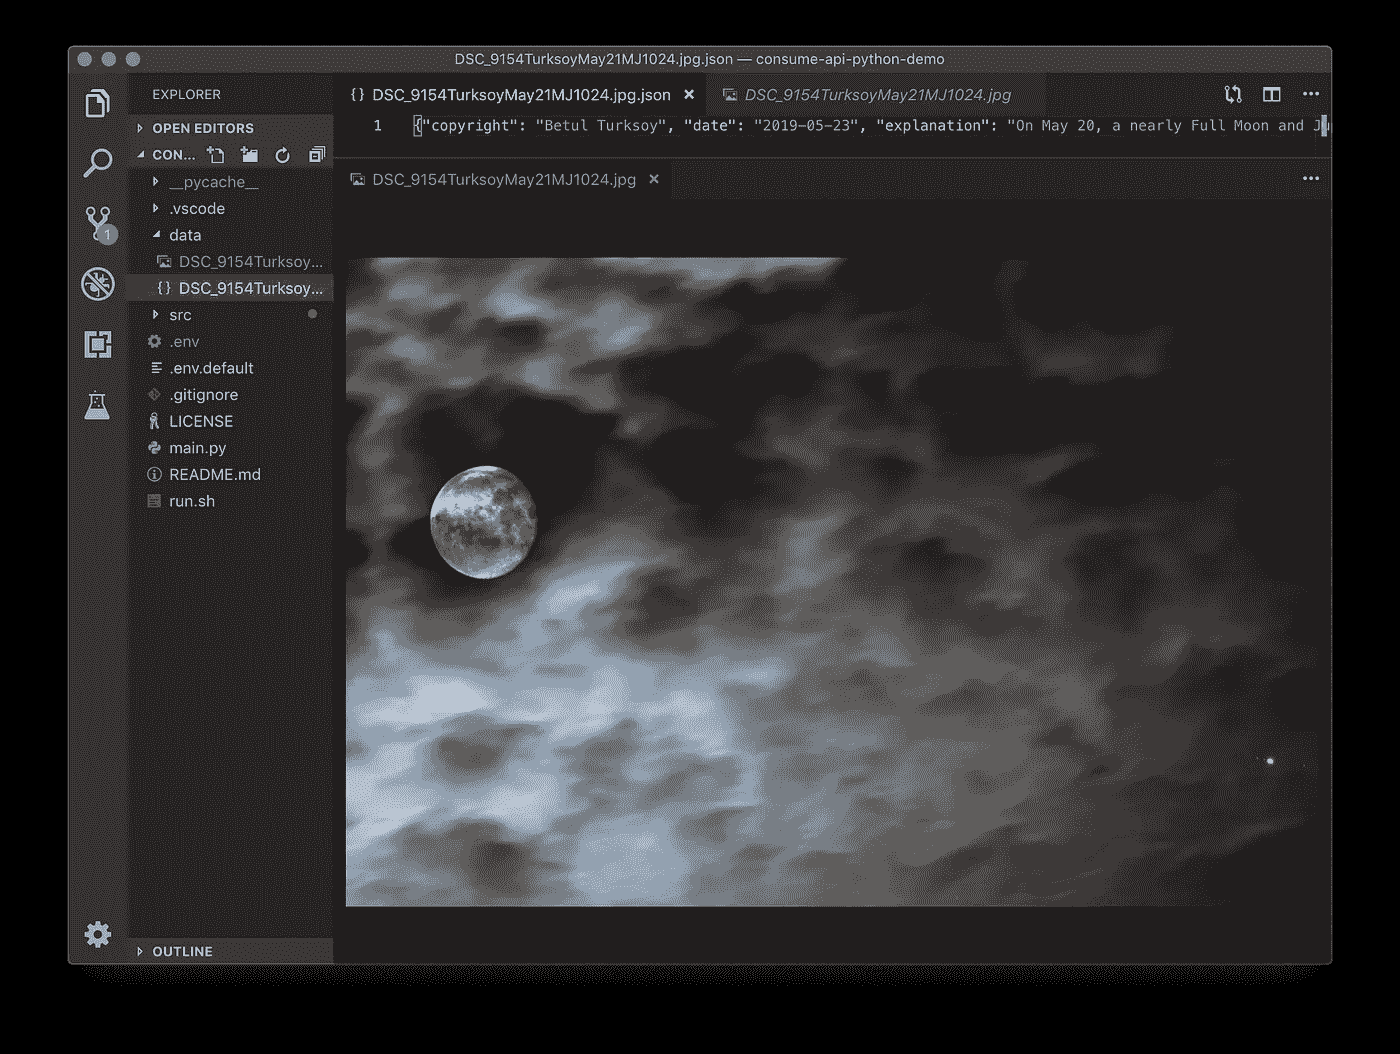 DSC_9154TurksoyMay21MJ1024.jpg.json — consume-api-python-demo
EXPLORER
OPEN EDITORS
CON...
__pycache__
.vscode
data
DSC_9154Turksoy...
DSC_9154Turksoy...
src
.env
.env.default
.gitignore
LICENSE
main.py
README.md
run.sh
OUTLINE
1
{} DSC_9154TurksoyMay21MJ1024.jpg.json
DSC_9154TurksoyMay21MJ1024.jpg
1 {"copyright": "Betul Turksoy", "date": "2019-05-23", "explanation": "On May 20, a nearly Full Moon and
DSC_9154TurksoyMay21MJ1024.jpg